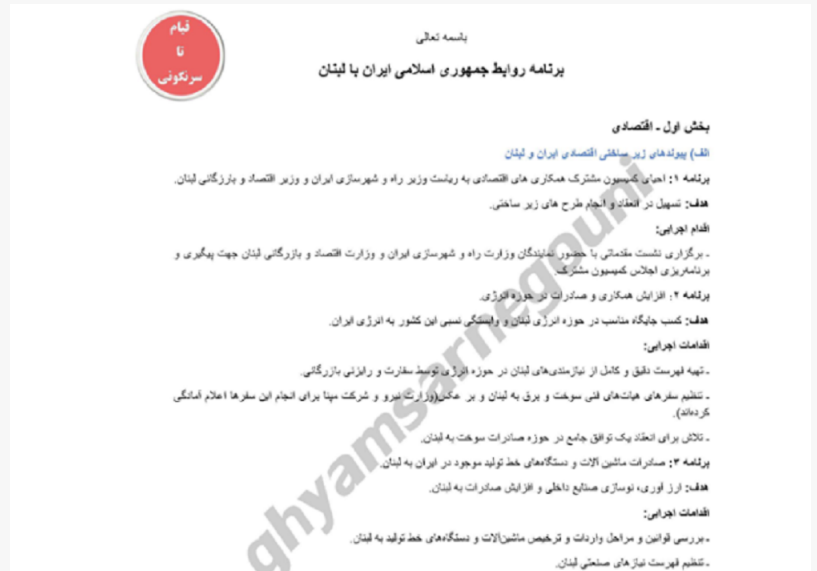 قیام
تا
سرنگونی
باسمه تعالی
برنامه روابط جمهوری اسلامی ایران با لبنان
بخش اول ـ اقتصادی
الف) پیوندهای زیر ساختی اقتصادی ایران و لبنان
برنامه ۱: احیای کمیسیون مشترک همکاری های اقتصادی به ریاست وزیر راه و شهرسازی ایران و وزیر اقتصاد و بازرگانی لبنان.
هدف: تسهیل در انعقاد و انجام طرح های زیر ساختی.
اقدام اجرایی:
ـ برگزاری نشست مقدماتی با حضور نمایندگان وزارت راه و شهرسازی ایران و وزارت اقتصاد و بازرگانی لبنان جهت پیگیری و
برنامه‌ریزی اجلاس کمیسیون مشترک.
برنامه ۲: افزایش همکاری و صادرات در حوزه انرژی.
هدف: کسب جایگاه مناسب در حوزه انرژی لبنان و وابستگی نسبی این کشور به انرژی ایران.
اقدامات اجرایی:
ـ تهیه فهرست دقیق و کامل از نیازمندی‌های لبنان در حوزه انرژی توسط سفارت و رایزنی بازرگانی.
ـ تنظیم سفرهای هیات‌های فنی سوخت و برق به لبنان و بر عکس(وزارت نیرو و شرکت مپنا برای انجام این سفرها اعلام آمادگی
کرده‌اند).
ـ تلاش برای انعقاد یک توافق جامع در حوزه صادرات سوخت به لبنان.
برنامه ۳: صادرات ماشین آلات و دستگاه‌های خط تولید موجود در ایران به لبنان.
هدف: ارز آوری، نوسازی صنایع داخلی و افزایش صادرات به لبنان.
اقدامات اجرایی:
ـ بررسی قوانین و مراحل واردات و ترخیص ماشین‌آلات و دستگاه‌های خط تولید به لبنان.
ـ تنظیم فهرست نیازهای صنعتی لبنان.
ghyamsarnegouni